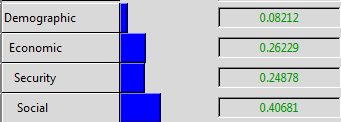 Demographic 0.08212
Economic 0.26229
Security 0.24878
Social 0.40681